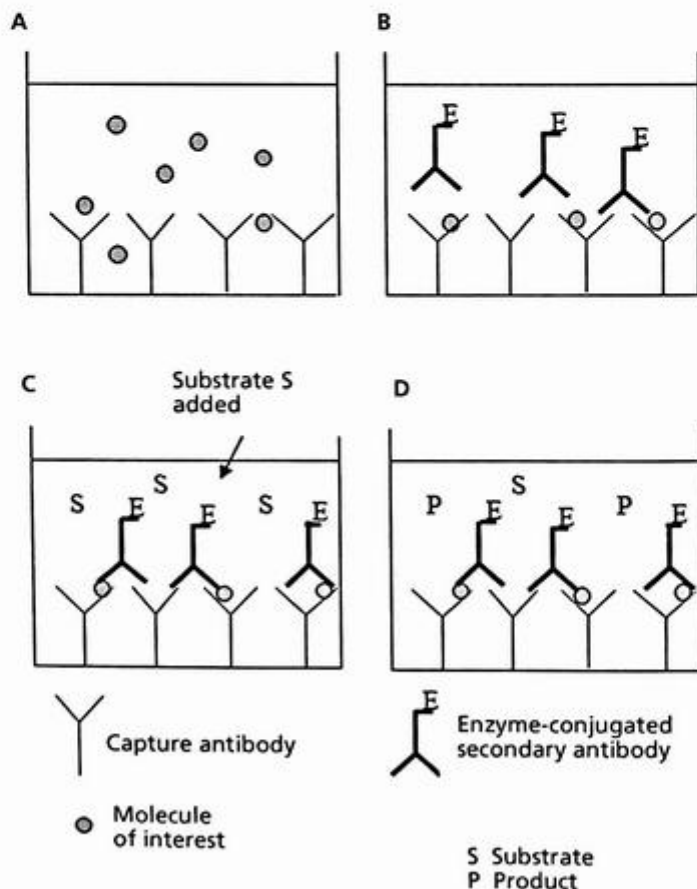 A
B
E
E
E
C
Substrate S
added
D
S
S
S
E
E
E
P
S
P
E
E
E
Capture antibody
E
Enzyme-conjugated
secondary antibody
Molecule
of interest
S Substrate
P Product